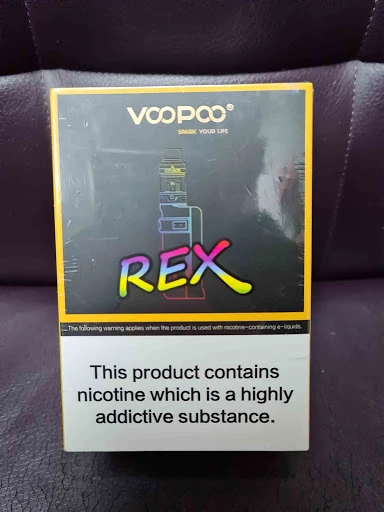 VOOPOO®
SPARK YOUR LIFE
REX
The following warning applies when the product is used with nicotine-containing e-liquids.
This product contains
nicotine which is a highly
addictive substance.